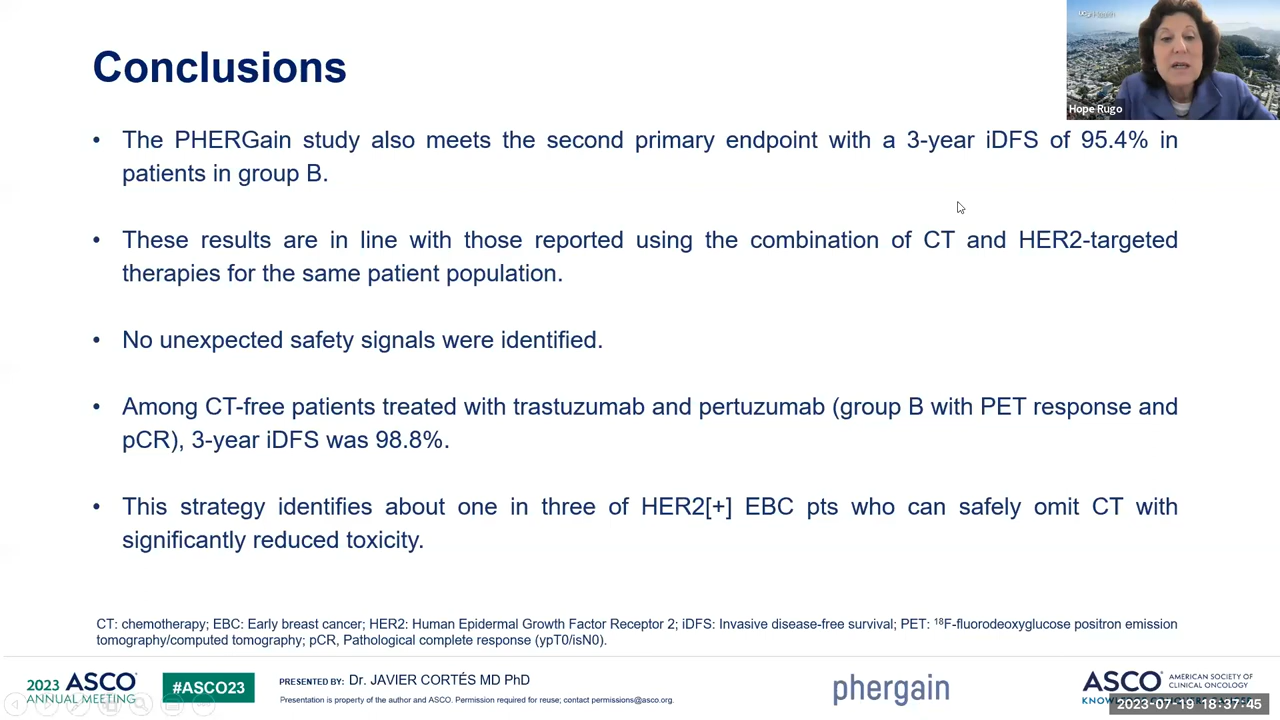 Conclusions
• The PHERGain study also meets the second primary endpoint with a 3-year iDFS of 95.4% in
patients in group B.
• These results are in line with those reported using the combination of CT and HER2-targeted
therapies for the same patient population.
• No unexpected safety signals were identified.
• Among CT-free patients treated with trastuzumab and pertuzumab (group B with PET response and
pCR), 3-year iDFS was 98.8%.
• This strategy identifies about one in three of HER2[+] EBC pts who can safely omit CT with
significantly reduced toxicity.
CT: chemotherapy; EBC: Early breast cancer; HER2: Human Epidermal Growth Factor Receptor 2; iDFS: Invasive disease-free survival; PET: ¹⁸F-fluorodeoxyglucose positron emission
tomography/computed tomography; pCR, Pathological complete response (ypT0/isN0).
Hope Rugo
2023 ASCO
ANNUAL MEETING
#ASCO23
PRESENTED BY: Dr. JAVIER CORTÉS MD PhD
Presentation is property of the author and ASCO. Permission required for reuse; contact permissions@asco.org.
phergain
ASCO AMERICAN SOCIETY OF
CLINICAL ONCOLOGY
2023-07-19 18:37:45